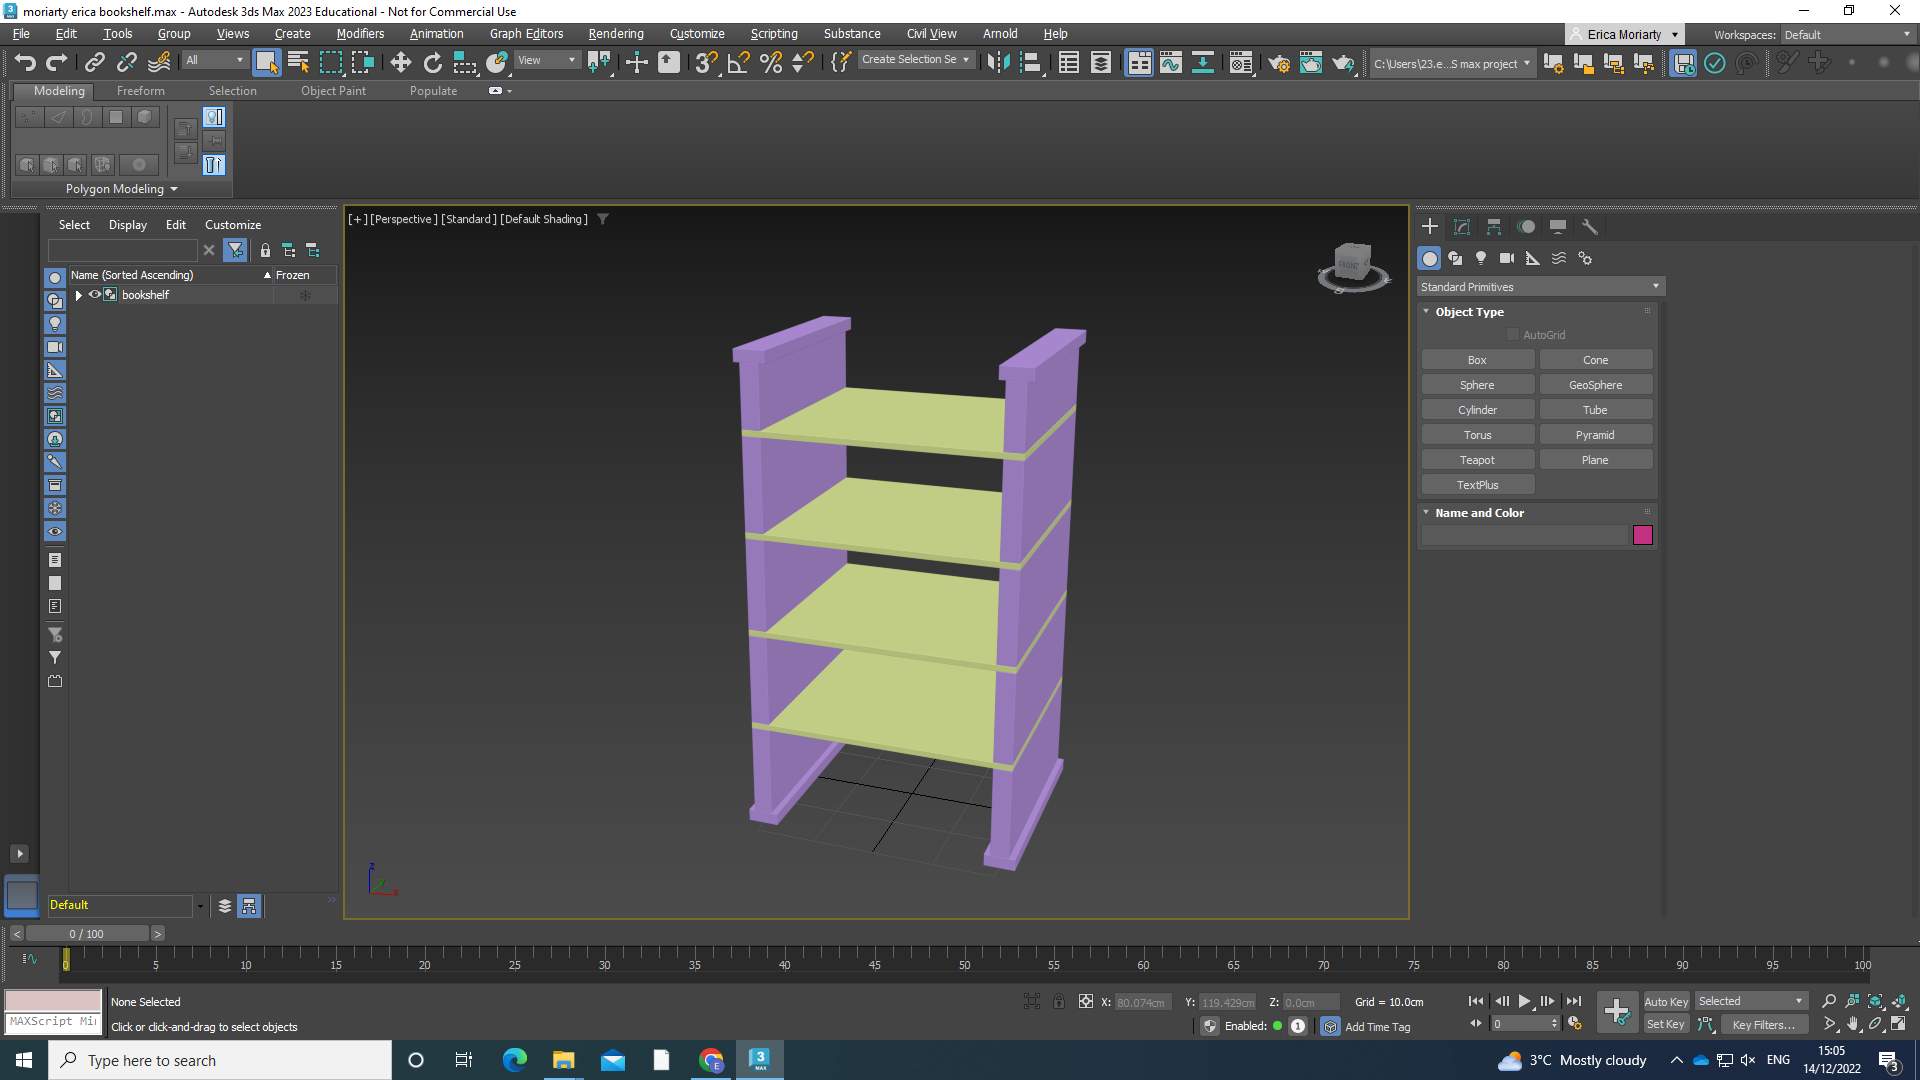 moriarty erica bookshelf.max - Autodesk 3ds Max 2023 Educational - Not for Commercial Use
File Edit Tools Group Views Create Modifiers Animation Graph Editors Rendering Customize Scripting Substance Civil View Arnold Help
Erica Moriarty Workspaces: Default
All View Create Selection Se C:\Users\23.e...S max project
Modeling Freeform Selection Object Paint Populate
Polygon Modeling
Select Display Edit Customize
Name (Sorted Ascending) Frozen
bookshelf
[+] [Perspective ] [Standard ] [Default Shading ]
FRONT
Standard Primitives
Object Type
AutoGrid
Box Cone
Sphere GeoSphere
Cylinder Tube
Torus Pyramid
Teapot Plane
TextPlus
Name and Color
z
y
x
Default
< 0 / 100 >
0 5 10 15 20 25 30 35 40 45 50 55 60 65 70 75 80 85 90 95 100
None Selected
MAXScript Mi
Click or click-and-drag to select objects
X: 80.074cm Y: 119.429cm Z: 0.0cm Grid = 10.0cm
Enabled: 1 Add Time Tag
Auto Key Selected
0 Set Key Key Filters...
Type here to search
3°C Mostly cloudy ENG
15:05
14/12/2022
3